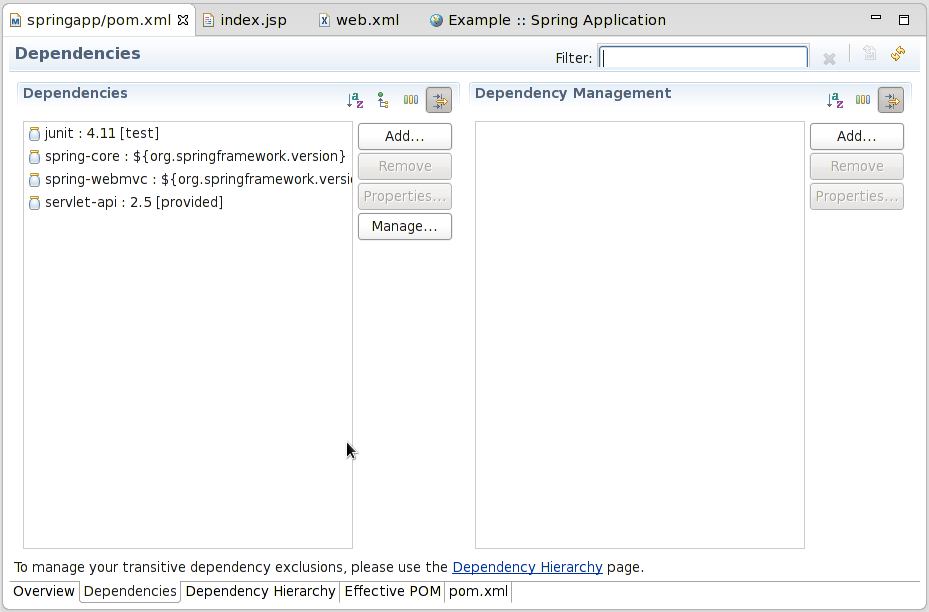 springapp/pom.xml index.jsp web.xml Example :: Spring Application
Dependencies Filter:
Dependencies
Dependency Management
junit : 4.11 [test]
spring-core : ${org.springframework.version}
spring-webmvc : ${org.springframework.versi
servlet-api : 2.5 [provided]
Add...
Remove
Properties...
Manage...
Add...
Remove
Properties...
To manage your transitive dependency exclusions, please use the Dependency Hierarchy page.
Overview Dependencies Dependency Hierarchy Effective POM pom.xml